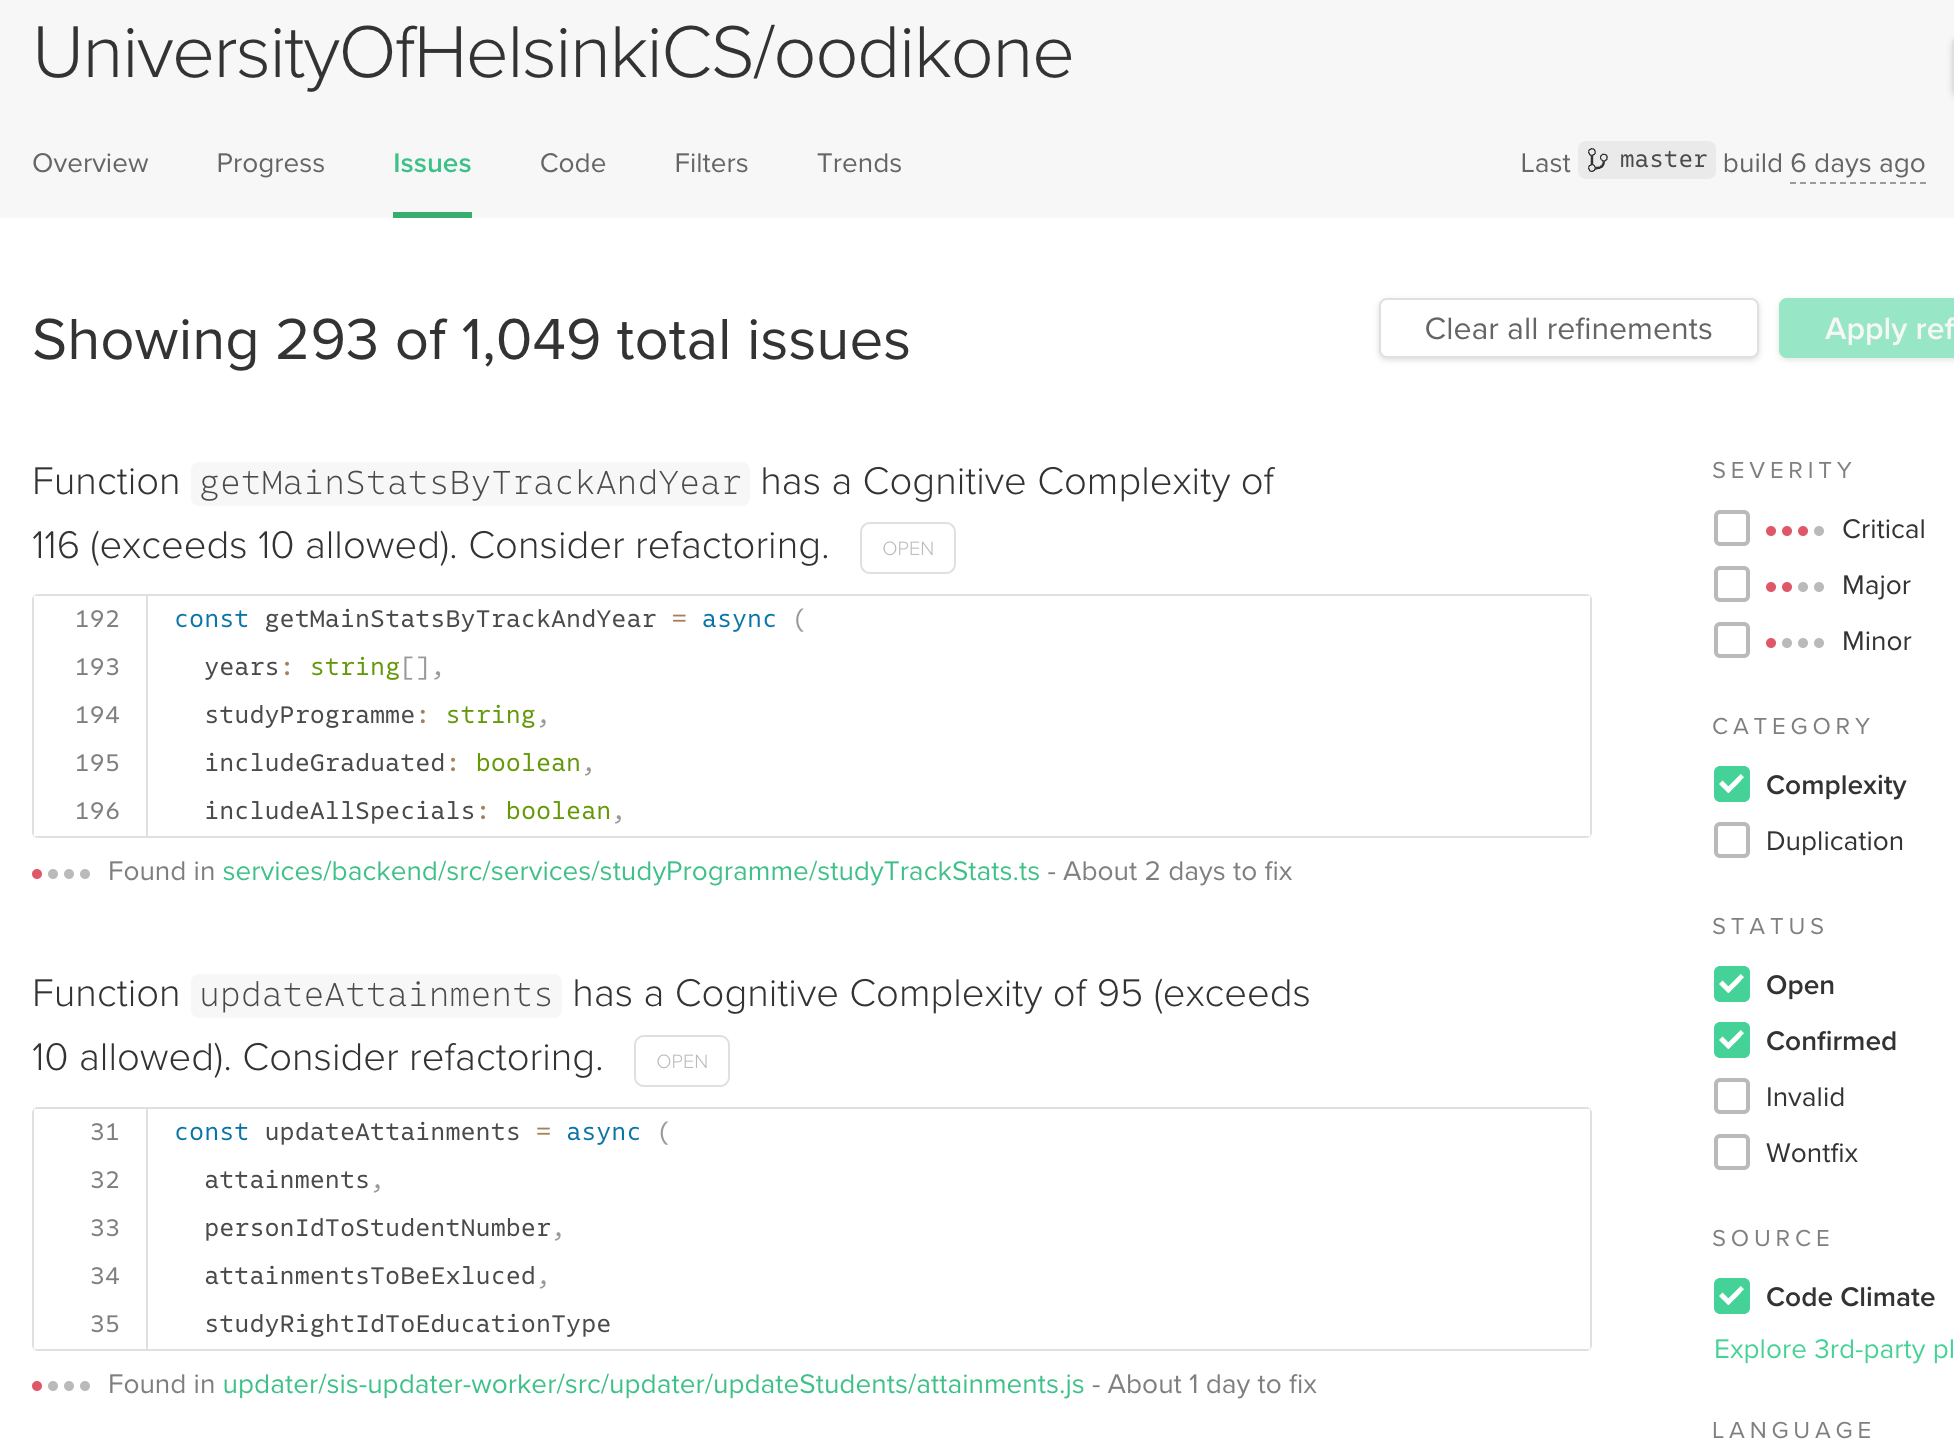 UniversityOfHelsinkiCS/oodikone
Overview Progress Issues Code Filters Trends Last master build 6 days ago
Showing 293 of 1,049 total issues
Clear all refinements
Apply
Function getMainStatsByTrackAndYear has a Cognitive Complexity of
116 (exceeds 10 allowed). Consider refactoring. OPEN
192 const getMainStatsByTrackAndYear = async (
193 years: string[],
194 studyProgramme: string,
195 includeGraduated: boolean,
196 includeAllSpecials: boolean,
Found in services/backend/src/services/studyProgramme/studyTrackStats.ts - About 2 days to fix
Function updateAttainments has a Cognitive Complexity of 95 (exceeds
10 allowed). Consider refactoring. OPEN
31 const updateAttainments = async (
32 attainments,
33 personIdToStudentNumber,
34 attainmentsToBeExluced,
35 studyRightIdToEducationType
Found in updater/sis-updater-worker/src/updater/updateStudents/attainments.js - About 1 day to fix
SEVERITY
Critical
Major
Minor
CATEGORY
Complexity
Duplication
STATUS
Open
Confirmed
Invalid
Wontfix
SOURCE
Code Climate
Explore 3rd-party
LANGUAGE